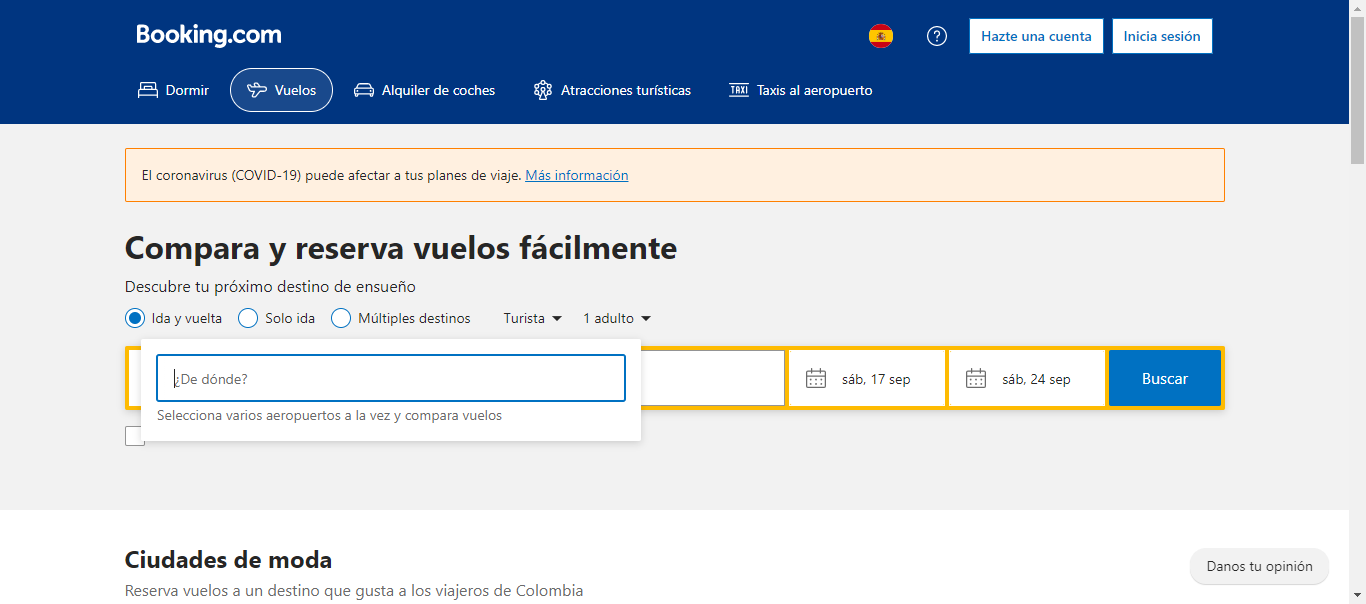 Booking.com
Hazte una cuenta
Inicia sesión
Dormir
Vuelos
Alquiler de coches
Atracciones turísticas
TAXI
Taxis al aeropuerto
El coronavirus (COVID-19) puede afectar a tus planes de viaje. Más información
Compara y reserva vuelos fácilmente
Descubre tu próximo destino de ensueño
Ida y vuelta
Solo ida
Múltiples destinos
Turista
1 adulto
¿De dónde?
sáb, 17 sep
sáb, 24 sep
Buscar
Selecciona varios aeropuertos a la vez y compara vuelos
Ciudades de moda
Danos tu opinión
Reserva vuelos a un destino que gusta a los viajeros de Colombia